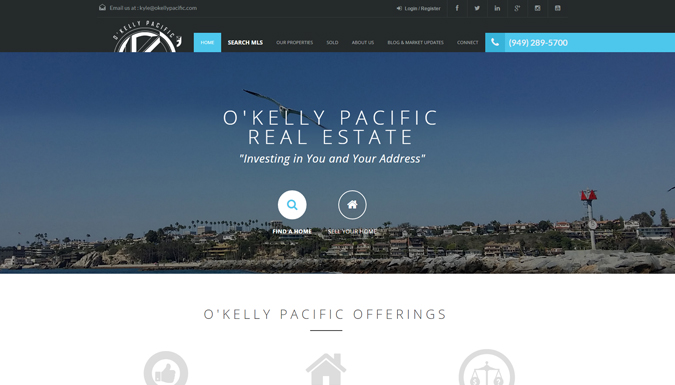 Email us at : kyle@okellypacific.com
Login / Register
O'KELLY PACIFIC
HOME
SEARCH MLS
OUR PROPERTIES
SOLD
ABOUT US
BLOG & MARKET UPDATES
CONNECT
(949) 289-5700
O'KELLY PACIFIC
REAL ESTATE
"Investing in You and Your Address"
FIND A HOME
SELL YOUR HOME
O'KELLY PACIFIC OFFERINGS